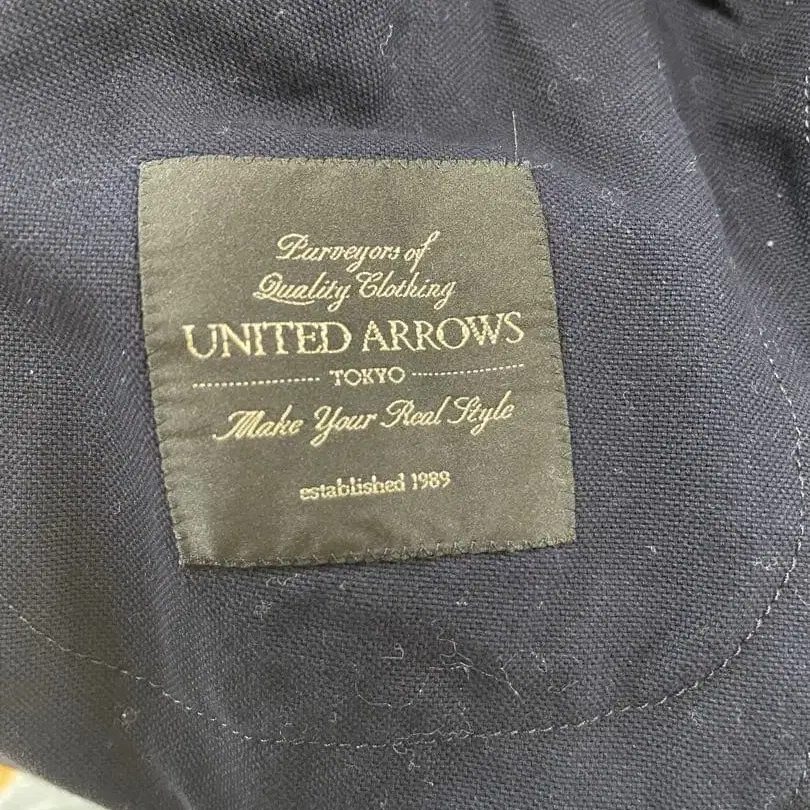 Purveyors of
Quality Clothing
UNITED ARROWS
TOKYO
Make Your Real Style
established 1989